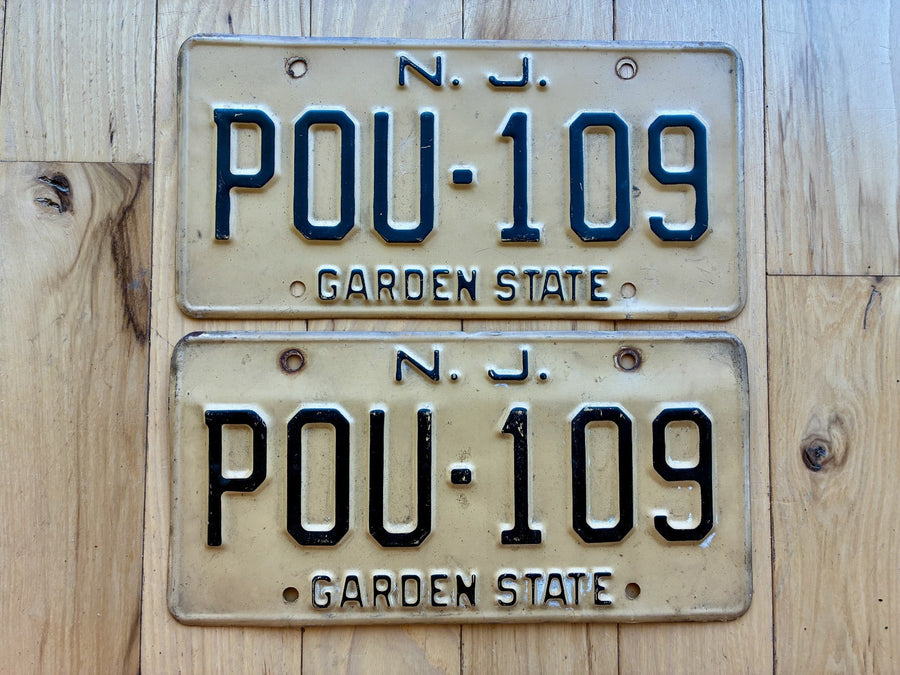 N. J.
POU·109
GARDEN STATE
N. J.
POU·109
GARDEN STATE